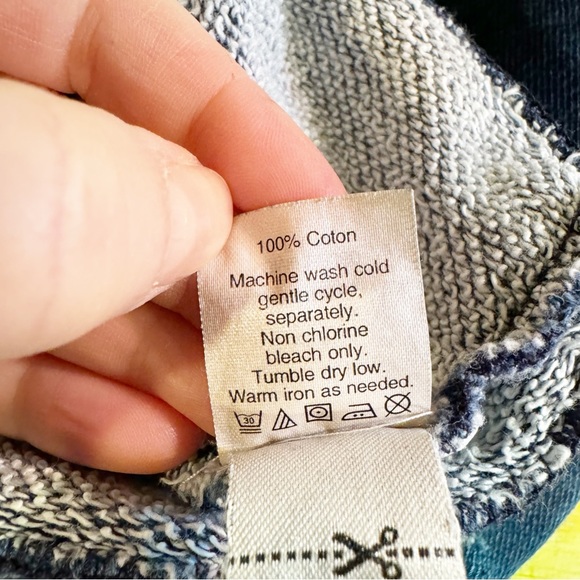 100% Coton
Machine wash cold
gentle cycle,
separately.
Non chlorine
bleach only.
Tumble dry low.
Warm iron as needed.
30